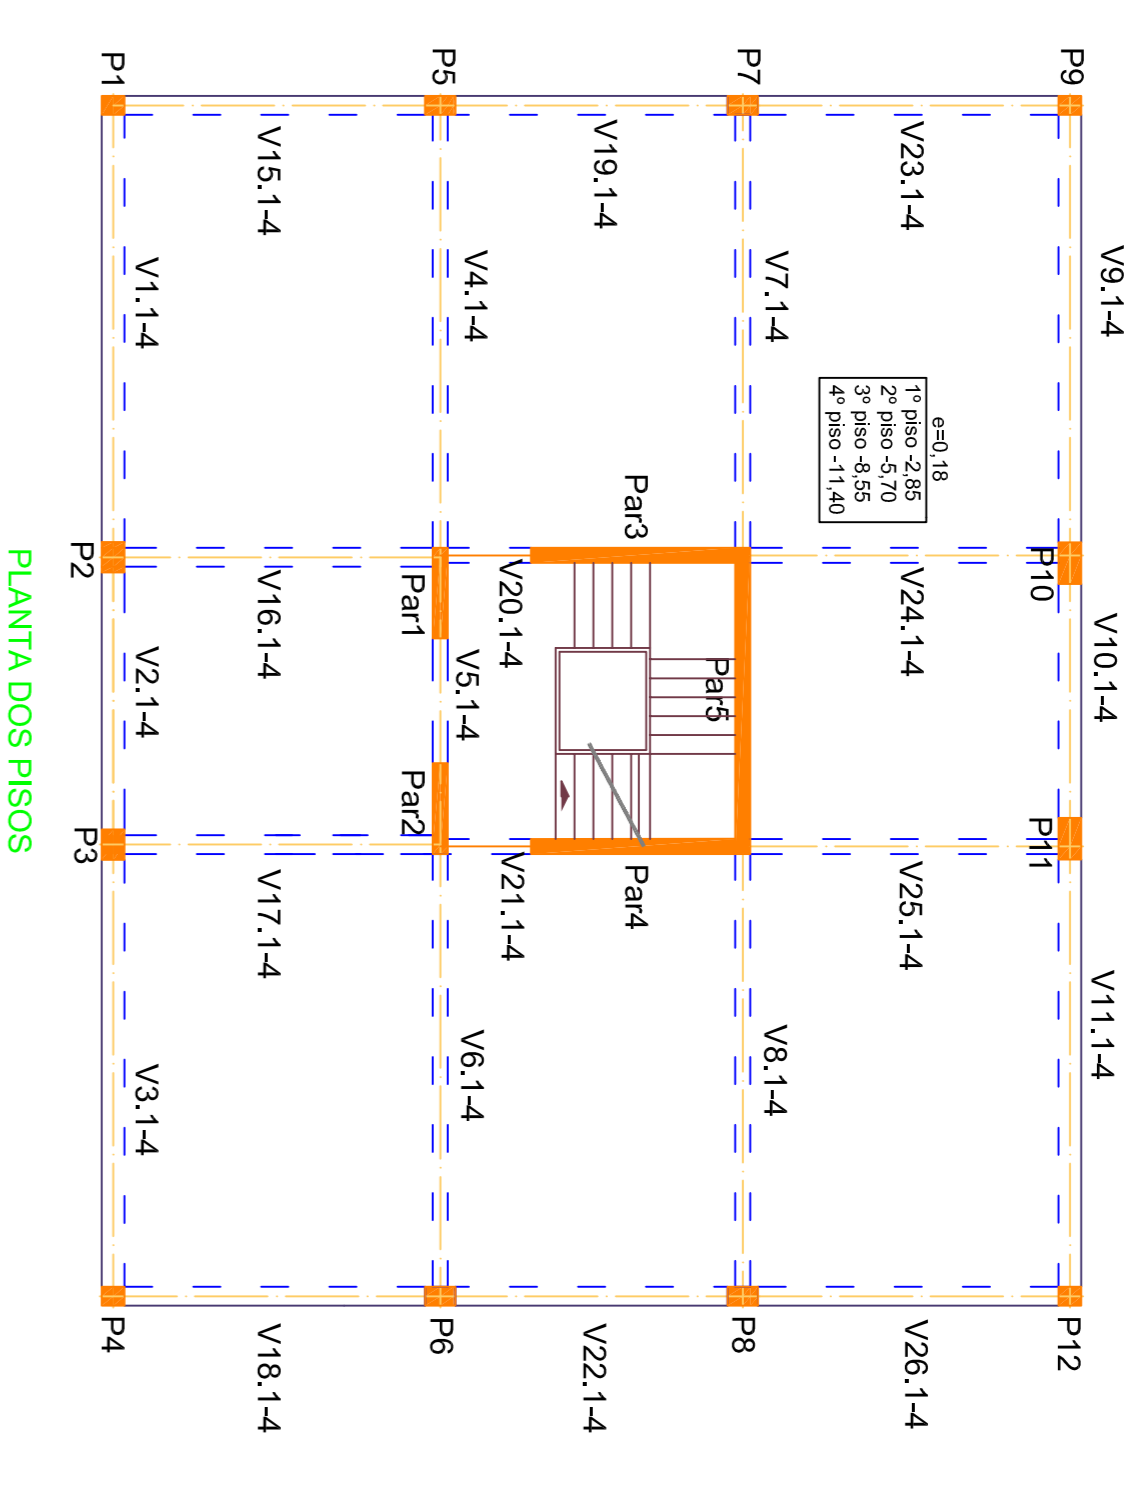 P9
V9.1-4
P10
V10.1-4
P11
V11.1-4
P12
V23.1-4
e=0,18
1º piso -2,85
2º piso -5,70
3º piso -8,55
4º piso -11,40
V24.1-4
V25.1-4
V26.1-4
P7
V7.1-4
Par5
V8.1-4
P8
V19.1-4
Par3
Par4
V20.1-4
V21.1-4
V22.1-4
P5
V4.1-4
Par1
V5.1-4
Par2
V6.1-4
P6
V15.1-4
V16.1-4
V17.1-4
V18.1-4
P1
V1.1-4
P2
V2.1-4
P3
V3.1-4
P4
PLANTA DOS PISOS